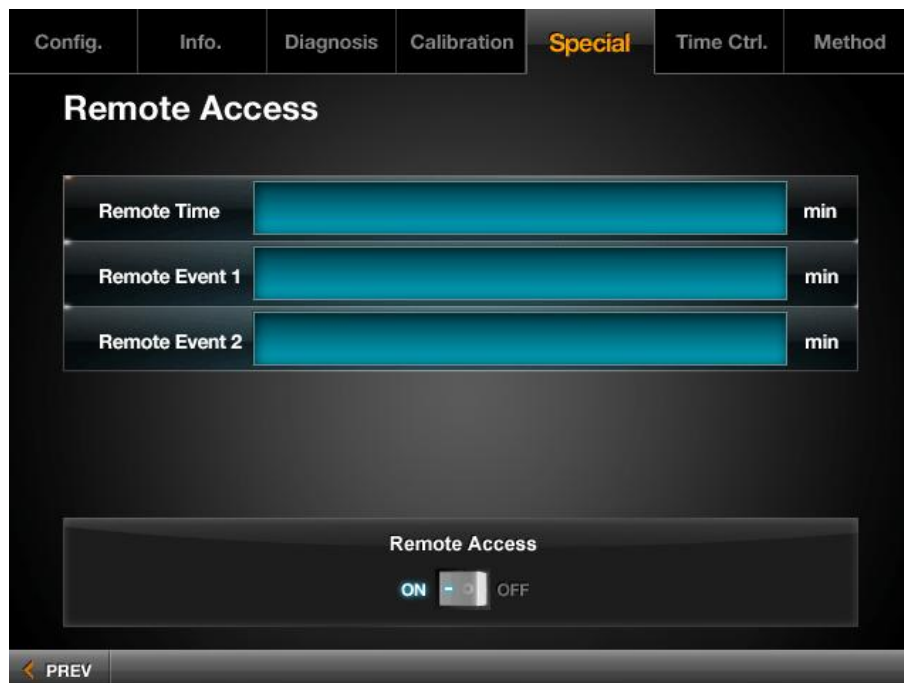 Config. Info. Diagnosis Calibration Special Time Ctrl. Method
Remote Access
Remote Time min
Remote Event 1 min
Remote Event 2 min
Remote Access
ON OFF
PREV